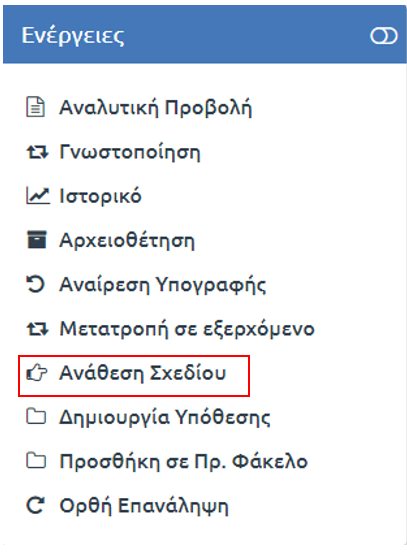 Ενέργειες
Αναλυτική Προβολή
Γνωστοποίηση
Ιστορικό
Αρχειοθέτηση
Αναίρεση Υπογραφής
Μετατροπή σε εξερχόμενο
Ανάθεση Σχεδίου
Δημιουργία Υπόθεσης
Προσθήκη σε Πρ. Φάκελο
Ορθή Επανάληψη